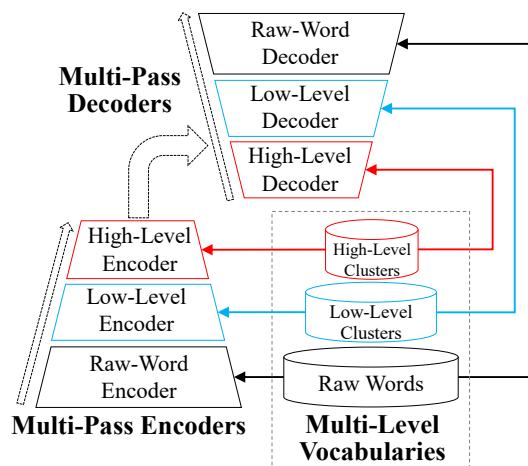 Raw-Word
Decoder
Multi-Pass
Decoders
Low-Level
Decoder
High-Level
Decoder
High-Level
Encoder
High-Level
Clusters
Low-Level
Encoder
Low-Level
Clusters
Raw-Word
Encoder
Raw Words
Multi-Pass Encoders
Multi-Level
Vocabularies